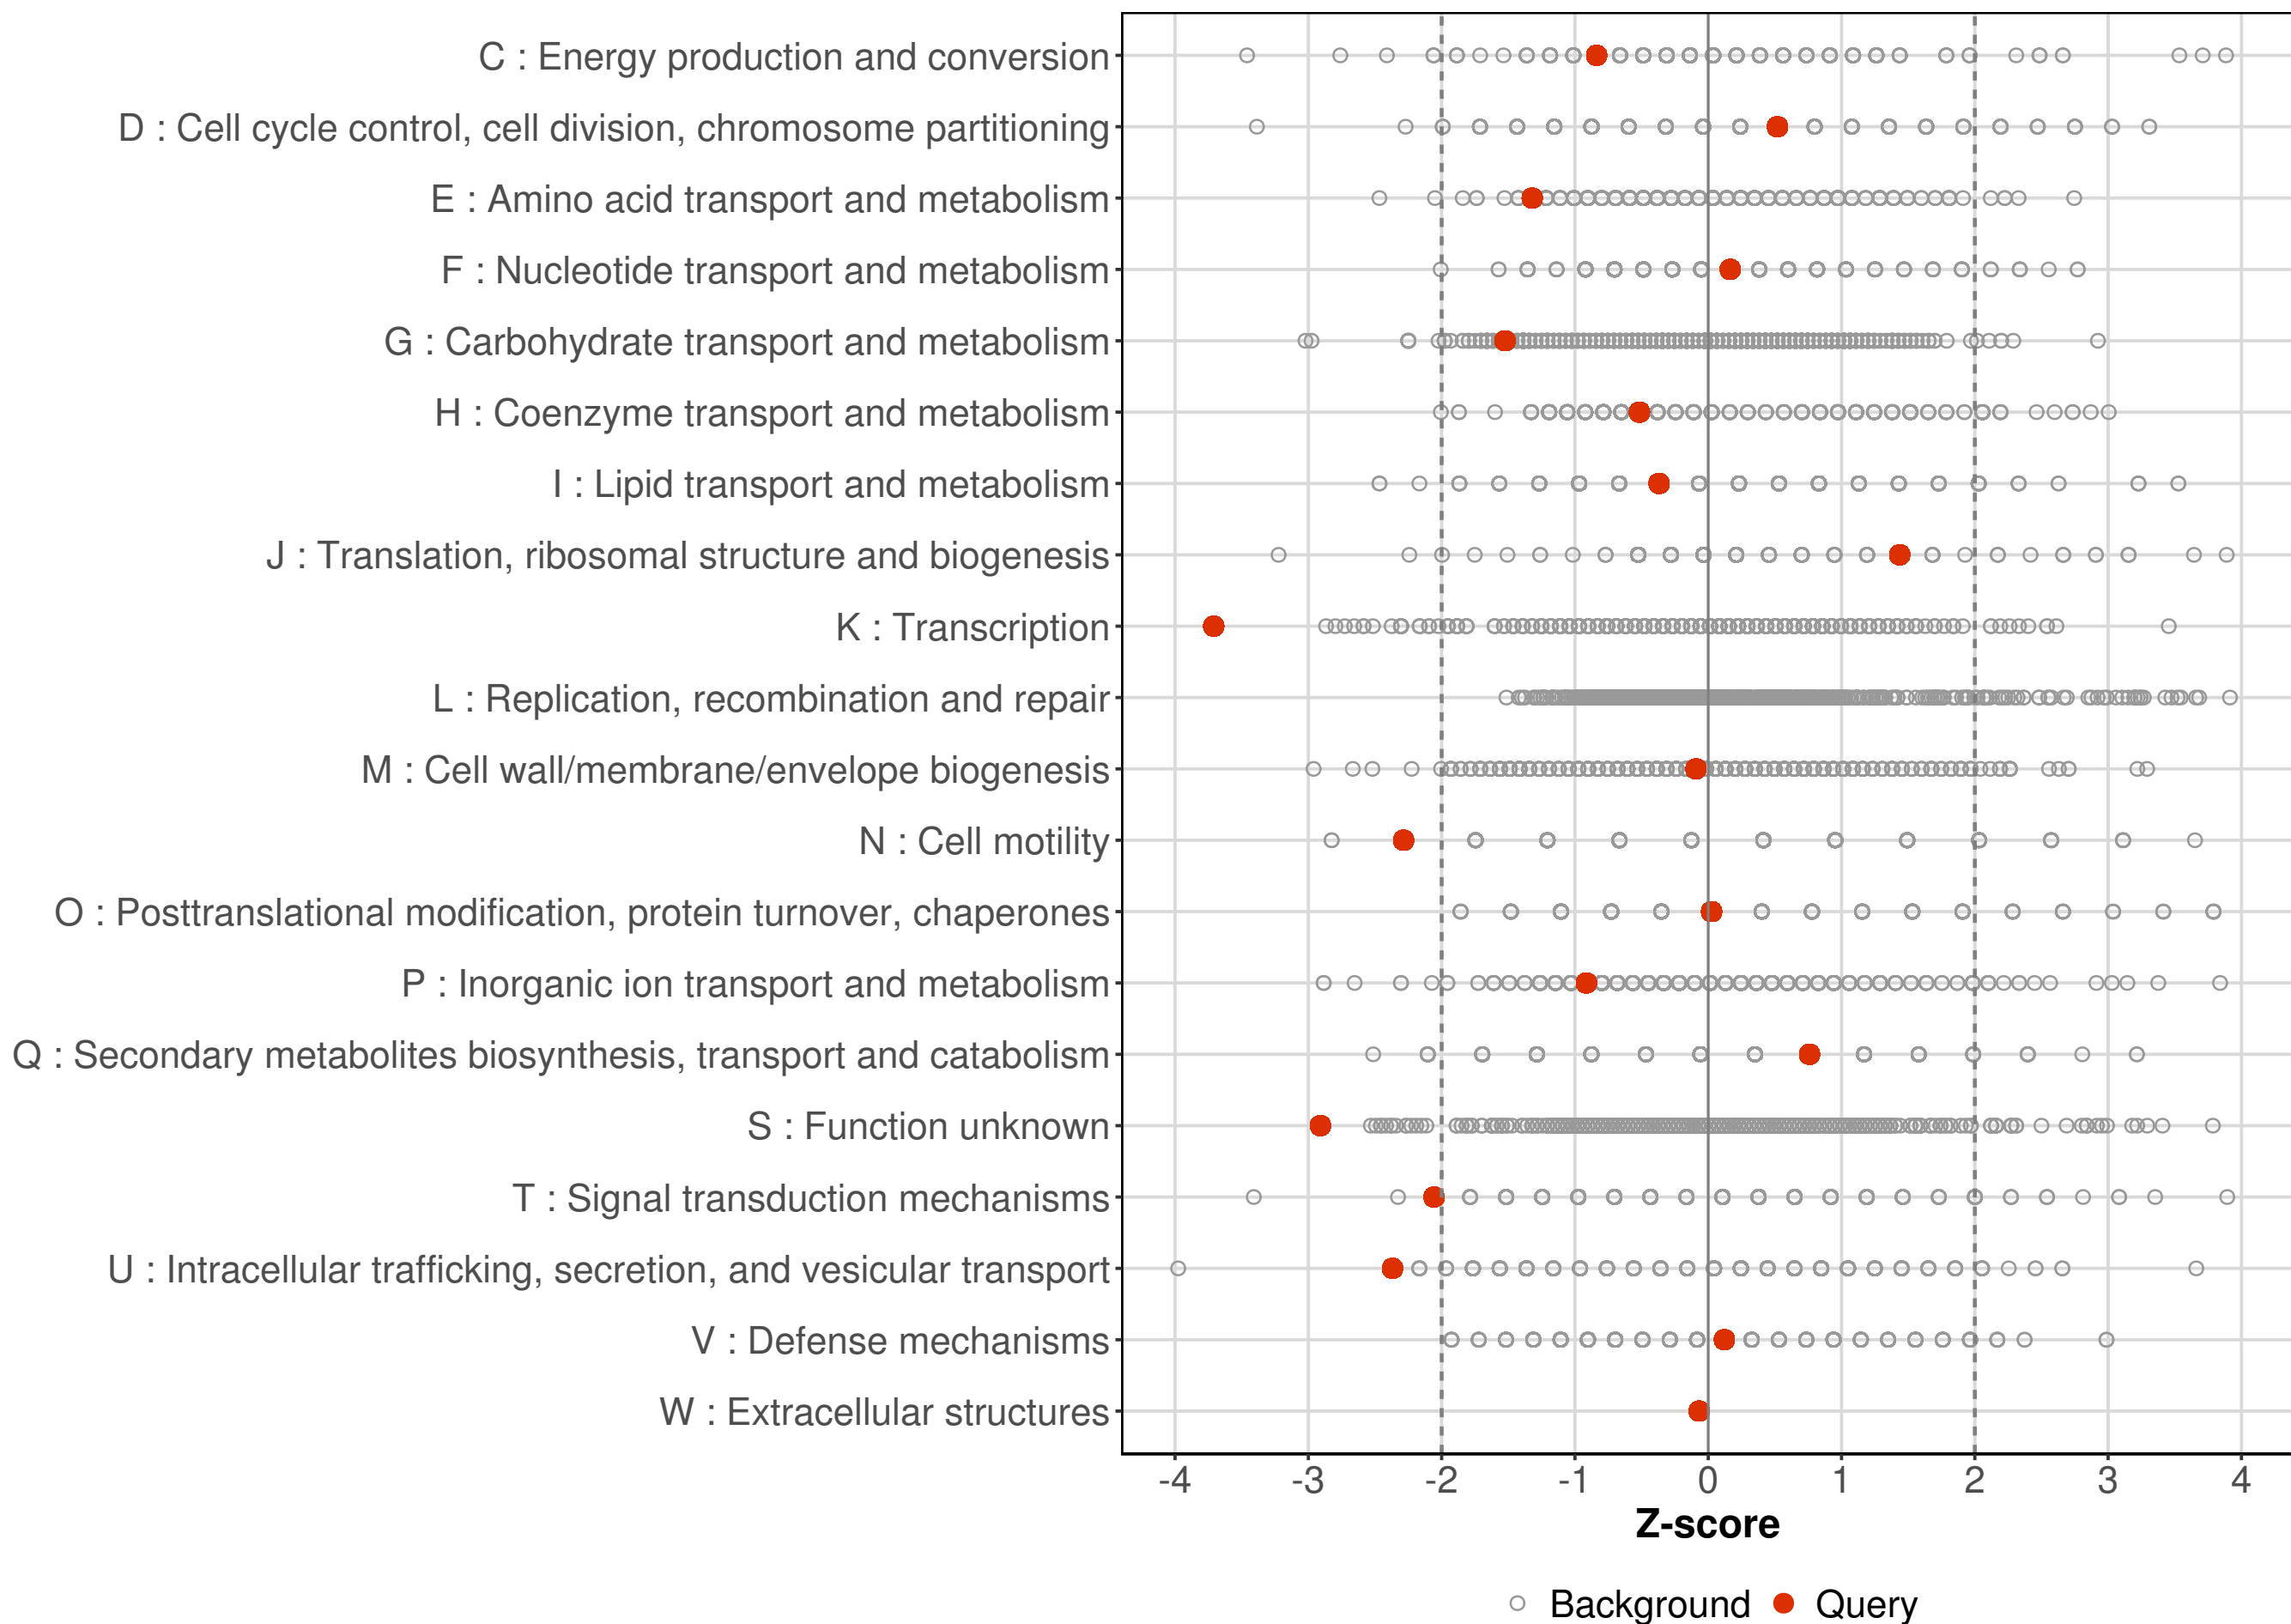 C : Energy production and conversion
D : Cell cycle control, cell division, chromosome partitioning
E : Amino acid transport and metabolism
F : Nucleotide transport and metabolism
G : Carbohydrate transport and metabolism
H : Coenzyme transport and metabolism
I : Lipid transport and metabolism
J : Translation, ribosomal structure and biogenesis
K : Transcription
L : Replication, recombination and repair
M : Cell wall/membrane/envelope biogenesis
N : Cell motility
O : Posttranslational modification, protein turnover, chaperones
P : Inorganic ion transport and metabolism
Q : Secondary metabolites biosynthesis, transport and catabolism
S : Function unknown
T : Signal transduction mechanisms
U : Intracellular trafficking, secretion, and vesicular transport
V : Defense mechanisms
W : Extracellular structures
-4 -3 -2 -1 0 1 2 3 4
Z-score
Background Query